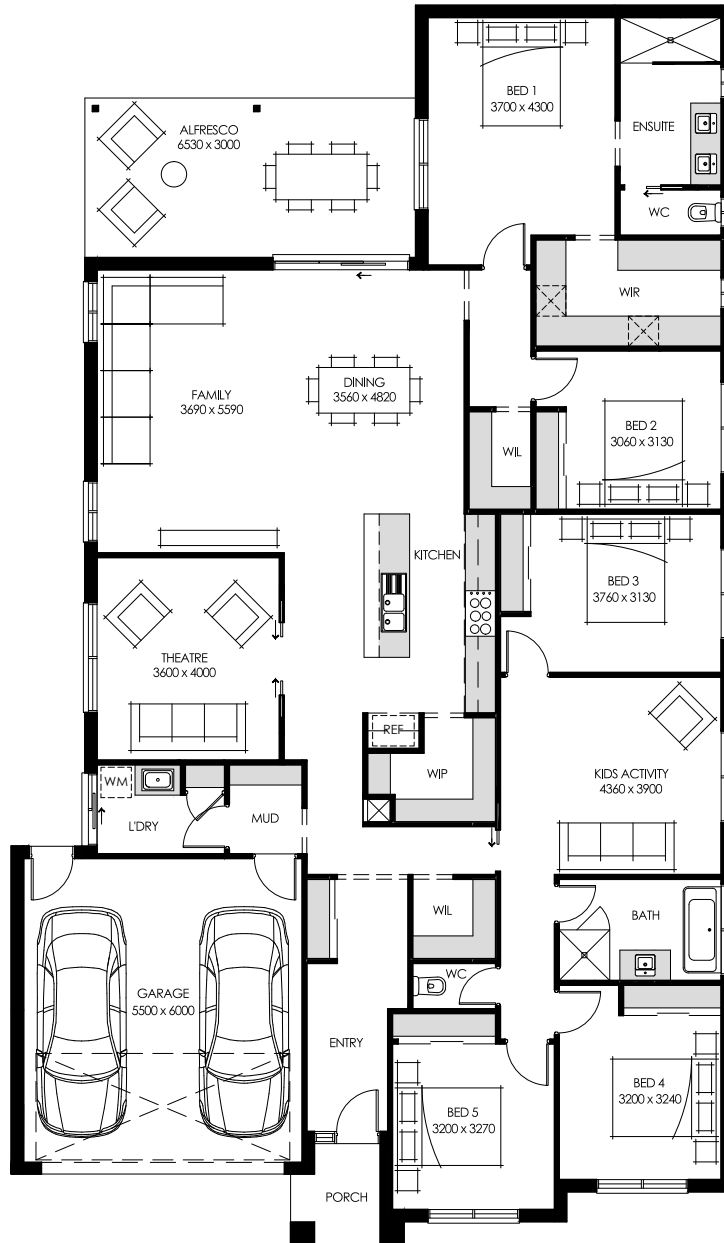 BED 1
3700 x 4300
ALFRESCO
6530 x 3000
ENSUITE
WC
WIR
FAMILY
3690 x 5590
DINING
3560 x 4820
BED 2
3060 x 3130
WIL
KITCHEN
BED 3
3760 x 3130
THEATRE
3600 x 4000
REF
WIP
KIDS ACTIVITY
4360 x 3900
WM
L'DRY
MUD
WIL
BATH
WC
GARAGE
5500 x 6000
ENTRY
BED 4
3200 x 3240
BED 5
3200 x 3270
PORCH